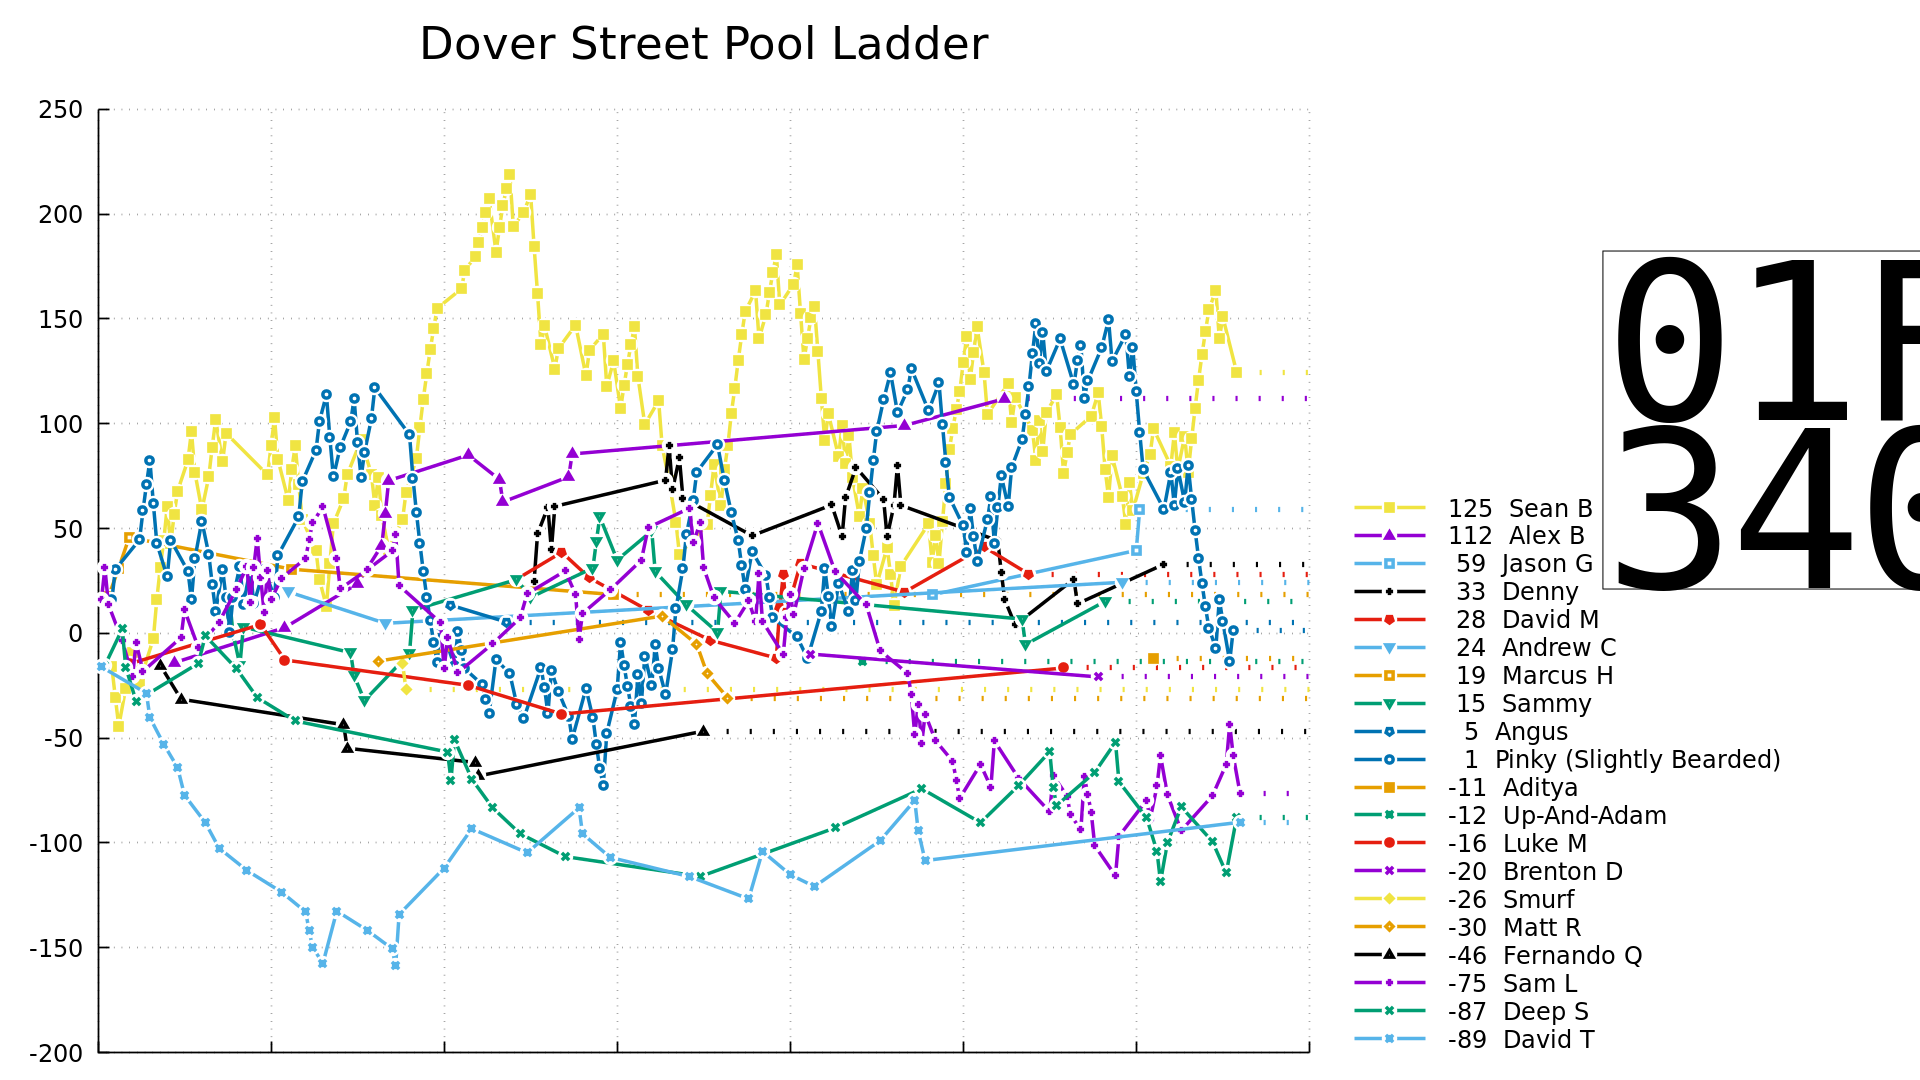 Dover Street Pool Ladder
250
200
150
100
50
0
-50
-100
-150
-200
125 Sean B
112 Alex B
59 Jason G
33 Denny
28 David M
24 Andrew C
19 Marcus H
15 Sammy
5 Angus
1 Pinky (Slightly Bearded)
-11 Aditya
-12 Up-And-Adam
-16 Luke M
-20 Brenton D
-26 Smurf
-30 Matt R
-46 Fernando Q
-75 Sam L
-87 Deep S
-89 David T
01
340